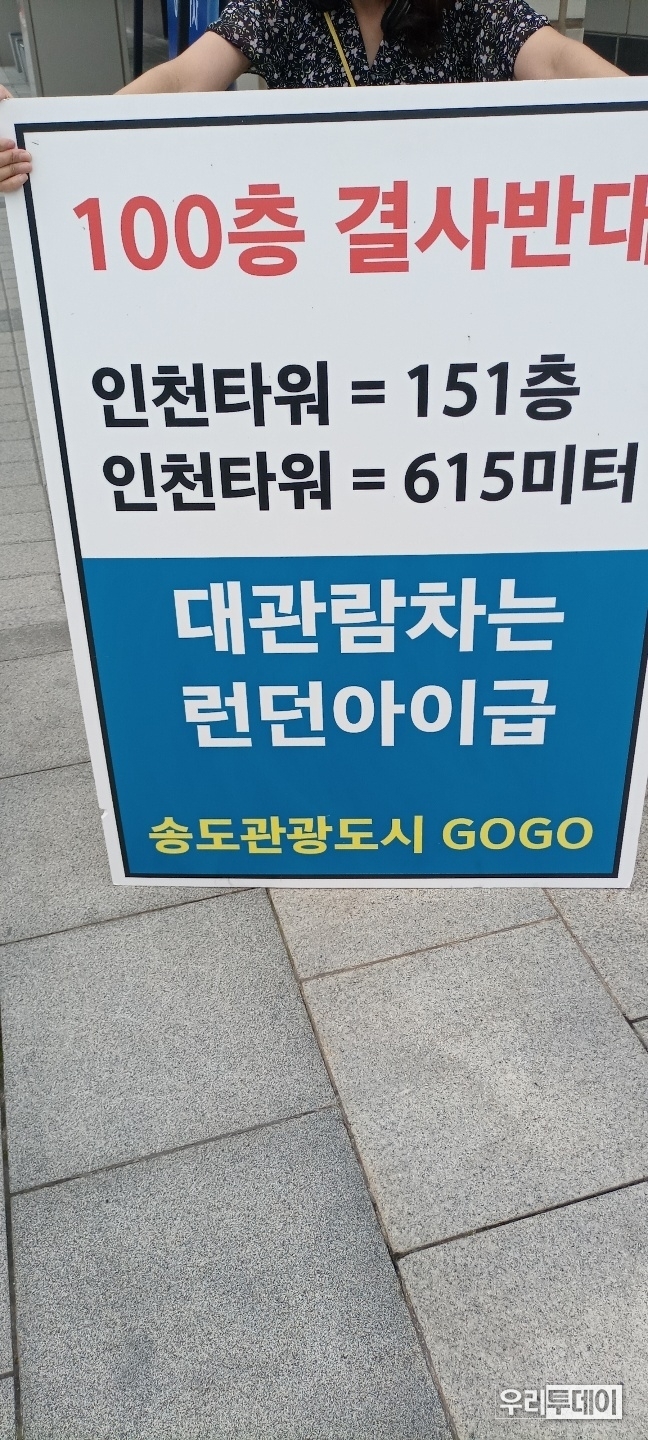 100층 결사반대
인천타워 = 151층
인천타워 = 615미터
대관람차는
런던아이급
송도관광도시 GOGO
우리투데이